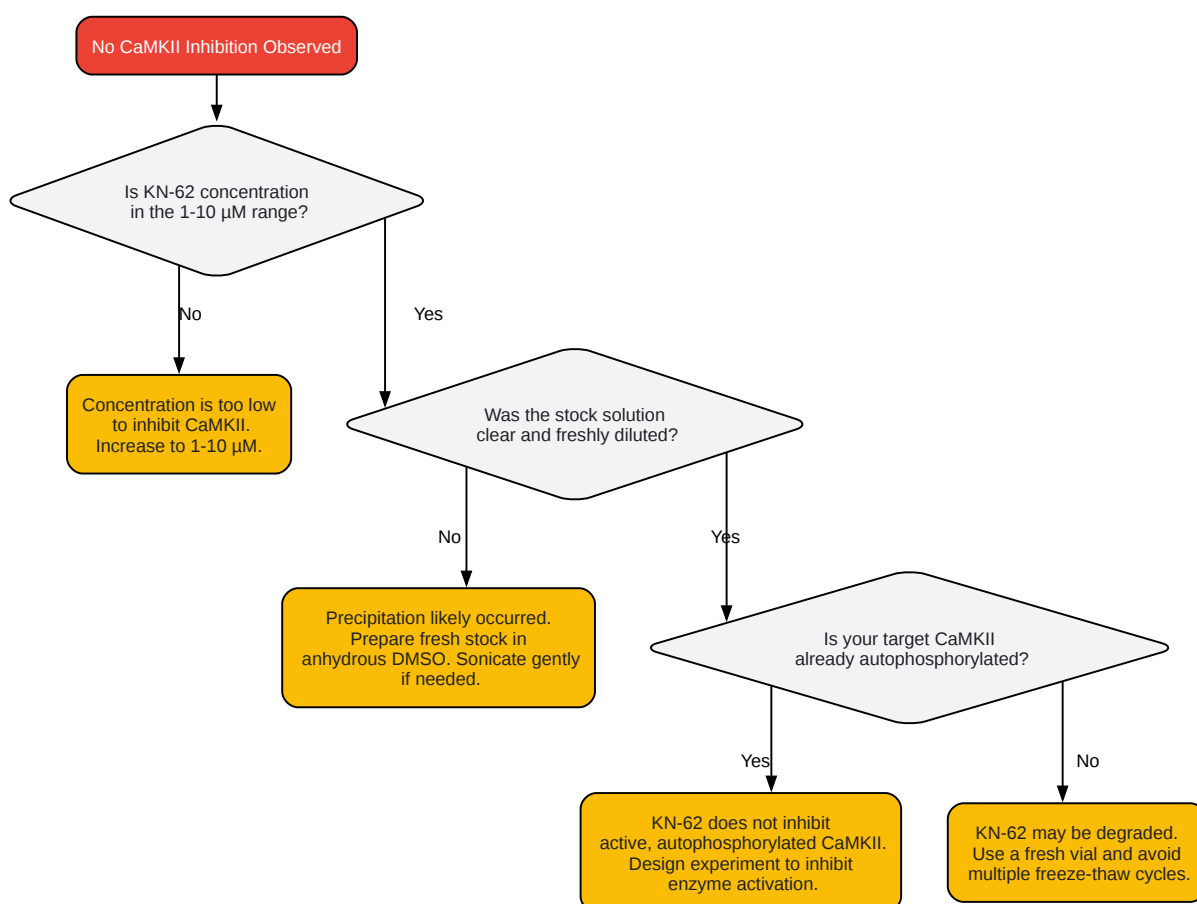 No CaMKII Inhibition Observed
Is KN-62 concentration
in the 1-10 µM range?
No
Yes
Concentration is too low
to inhibit CaMKII.
Increase to 1-10 µM.
Was the stock solution
clear and freshly diluted?
No
Yes
Precipitation likely occurred.
Prepare fresh stock in
anhydrous DMSO. Sonicate gently
if needed.
Is your target CaMKII
already autophosphorylated?
Yes
No
KN-62 does not inhibit
active, autophosphorylated CaMKII.
Design experiment to inhibit
enzyme activation.
KN-62 may be degraded.
Use a fresh vial and avoid
multiple freeze-thaw cycles.